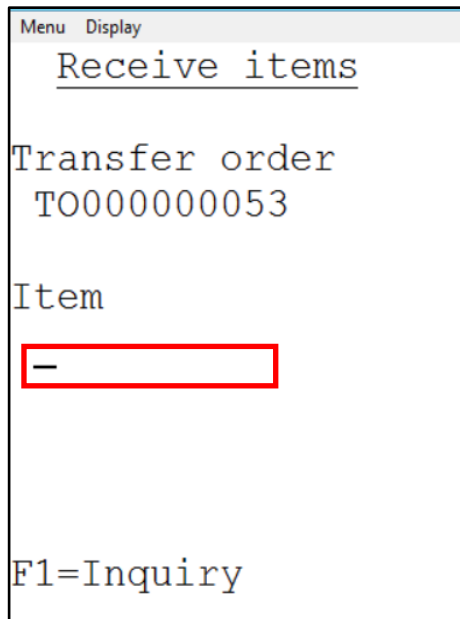 Menu Display
Receive items
Transfer order
TO000000053
Item
F1=Inquiry